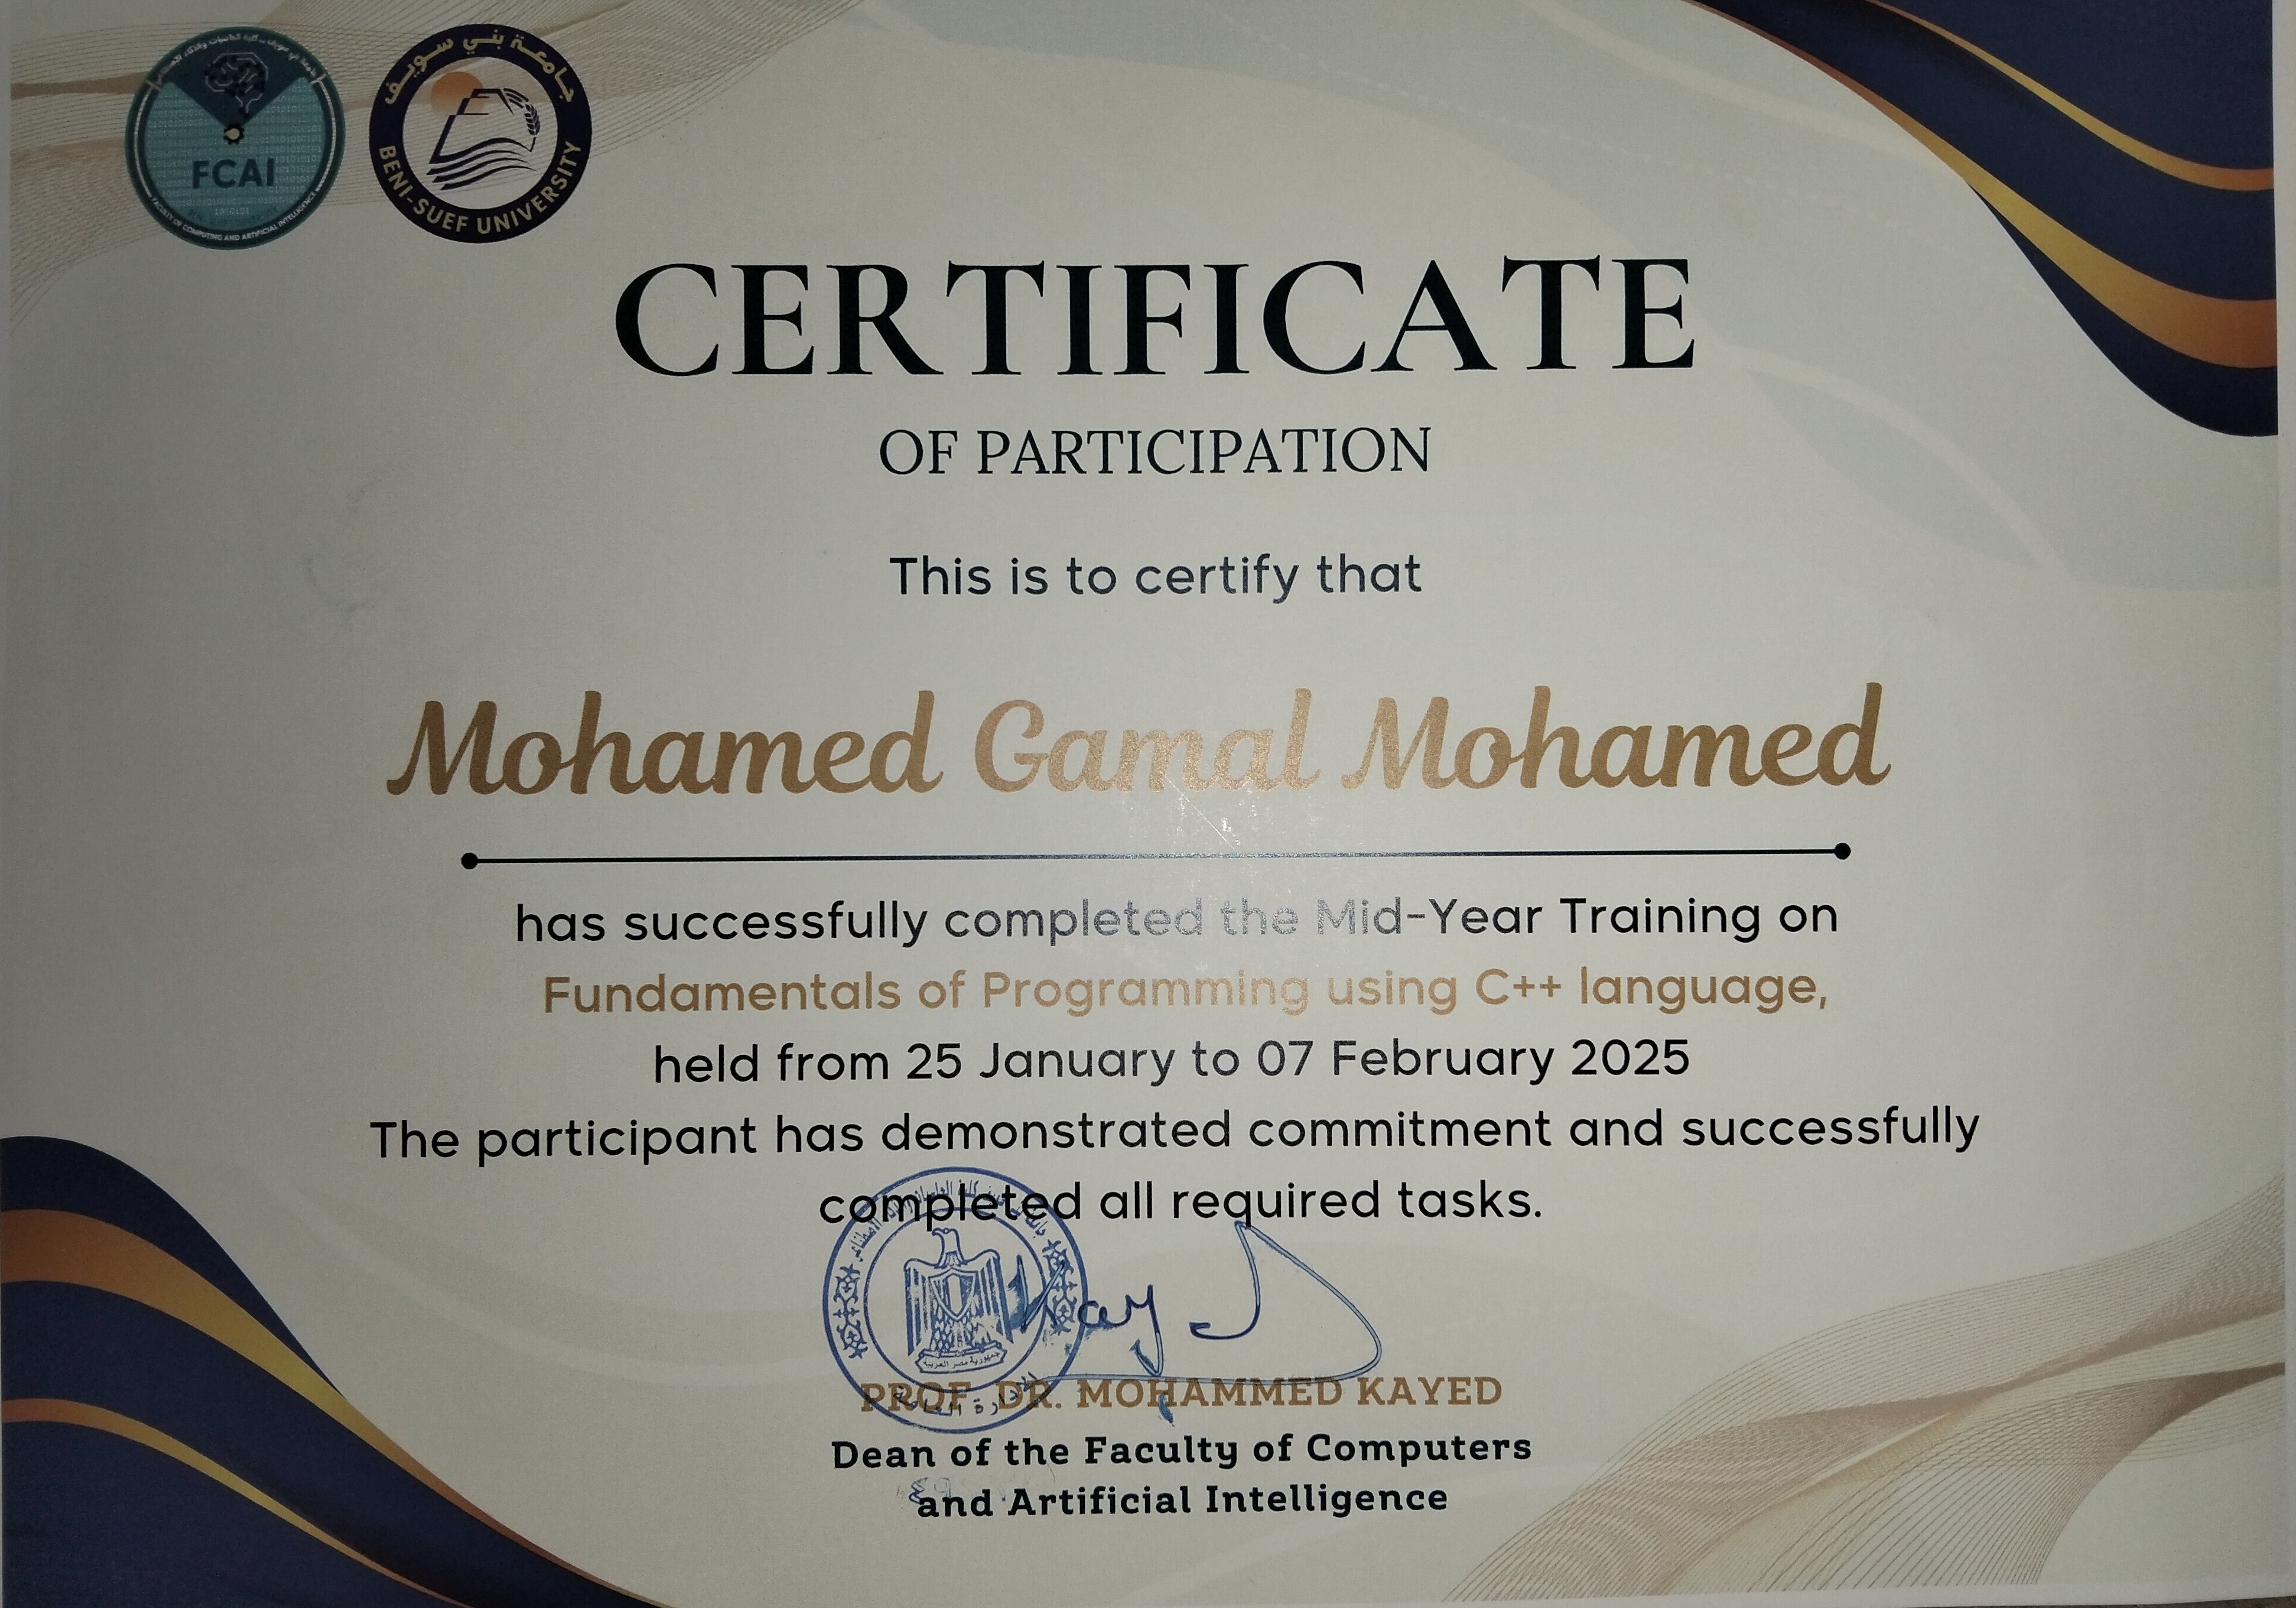 FCAI
FACULTY OF COMPUTING AND ARTIFICIAL INTELLIGENCE
جامعة بني سويف
BENI-SUEF UNIVERSITY
CERTIFICATE
OF PARTICIPATION
This is to certify that
Mohamed Gamal Mohamed
has successfully completed the Mid-Year Training on
Fundamentals of Programming using C++ language,
held from 25 January to 07 February 2025
The participant has demonstrated commitment and successfully
completed all required tasks.
جمهورية مصر العربية
Kay
PROF. DR. MOHAMMED KAYED
Dean of the Faculty of Computers
and Artificial Intelligence